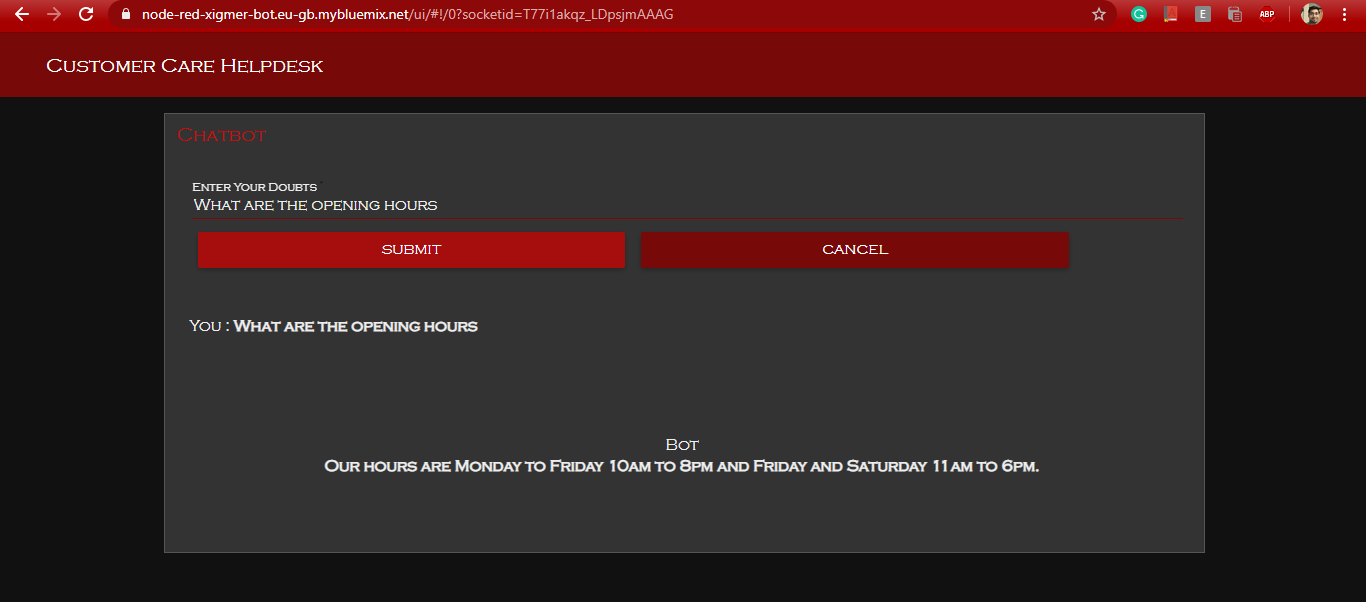 node-red-xigmer-bot.eu-gb.mybluemix.net/ui/#!/0?socketid=T77i1akqz_LDpsjmAAAG
G
E
ABP
Customer Care Helpdesk
Chatbot
Enter Your Doubts
What are the opening hours
SUBMIT
CANCEL
You : What are the opening hours
Bot
Our hours are Monday to Friday 10am to 8pm and Friday and Saturday 11am to 6pm.